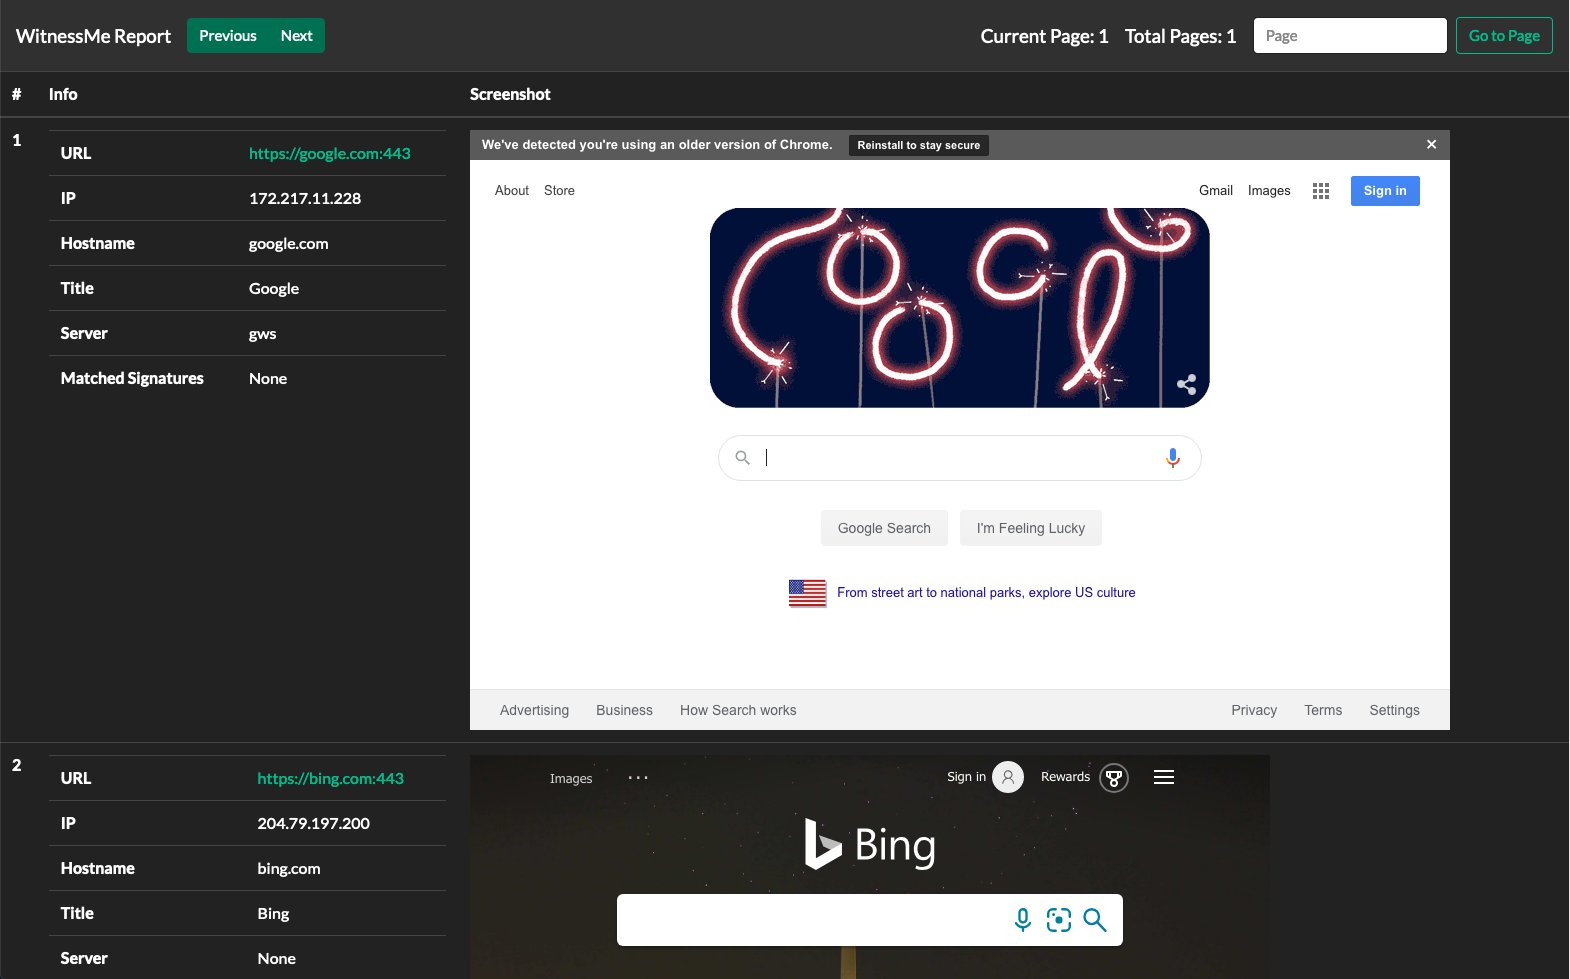 WitnessMe Report Previous Next Current Page: 1 Total Pages: 1 Page Go to Page
# Info Screenshot
1
URL https://google.com:443
IP 172.217.11.228
Hostname google.com
Title Google
Server gws
Matched Signatures None
We've detected you're using an older version of Chrome. Reinstall to stay secure
About Store Gmail Images Sign in
Google Search I'm Feeling Lucky
From street art to national parks, explore US culture
Advertising Business How Search works Privacy Terms Settings
2
URL https://bing.com:443
IP 204.79.197.200
Hostname bing.com
Title Bing
Server None
Images ... Sign in Rewards
Bing